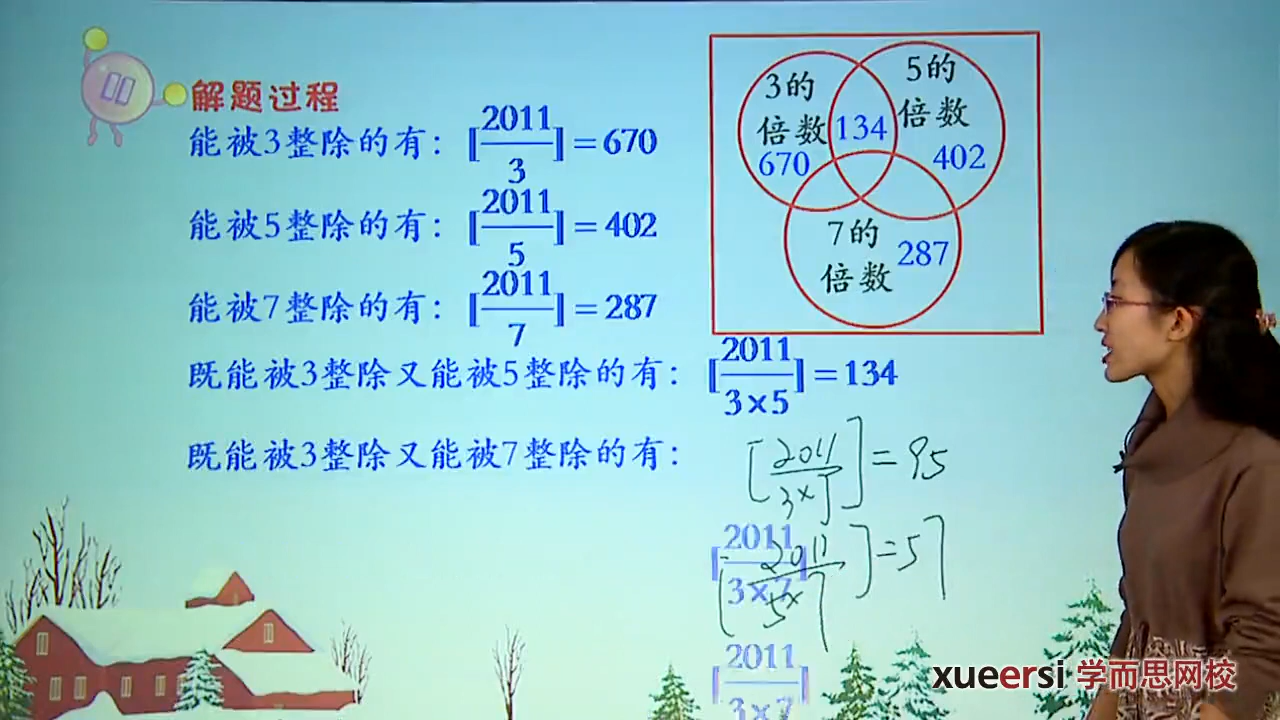 解题过程
能被3整除的有：[2011/3]=670
能被5整除的有：[2011/5]=402
能被7整除的有：[2011/7]=287
既能被3整除又能被5整除的有：[2011/3×5]=134
既能被3整除又能被7整除的有：
[2011/3×7]=95
[2011/5×7]=57
[2011/3×7]
[2011/3×7]
3的
倍数
670
134
5的
倍数
402
7的
倍数
287
xueersi 学而思网校